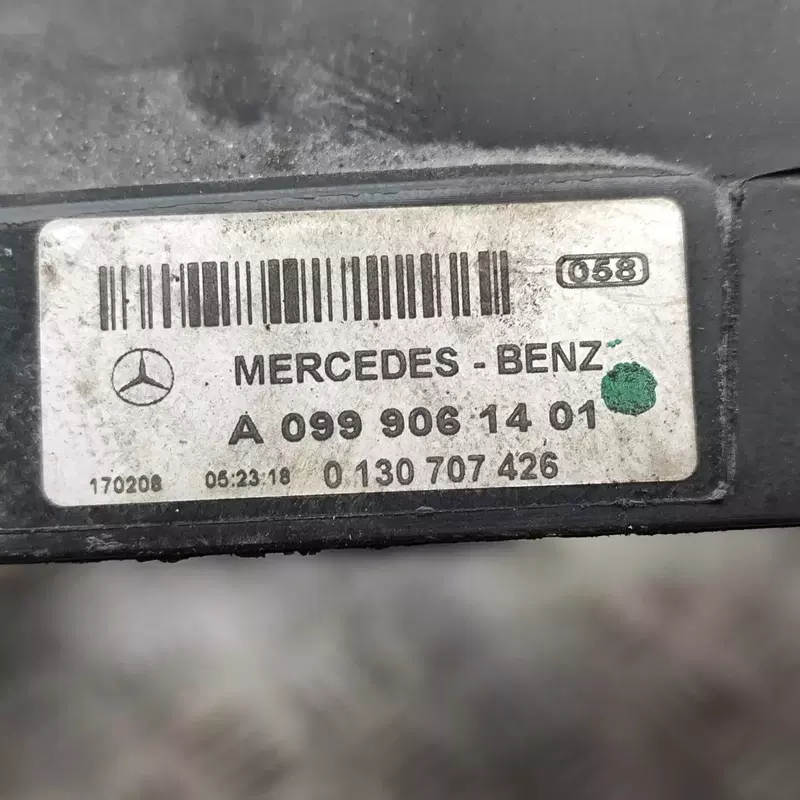 058
MERCEDES - BENZ
A 099 906 14 01
170208 05:23:18 0 130 707 426